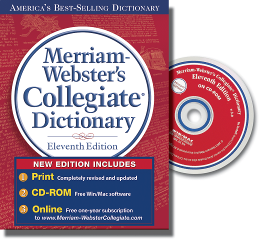 AMERICA'S BEST-SELLING DICTIONARY
Merriam-
Webster's
Collegiate®
Dictionary
Eleventh Edition
NEW EDITION INCLUDES
1 Print Completely revised and updated
2 CD-ROM Free Win/Mac software
3 Online Free one-year subscription
to www.Merriam-WebsterCollegiate.com
Merriam-Webster's Collegiate Dictionary
Eleventh Edition
ON CD-ROM